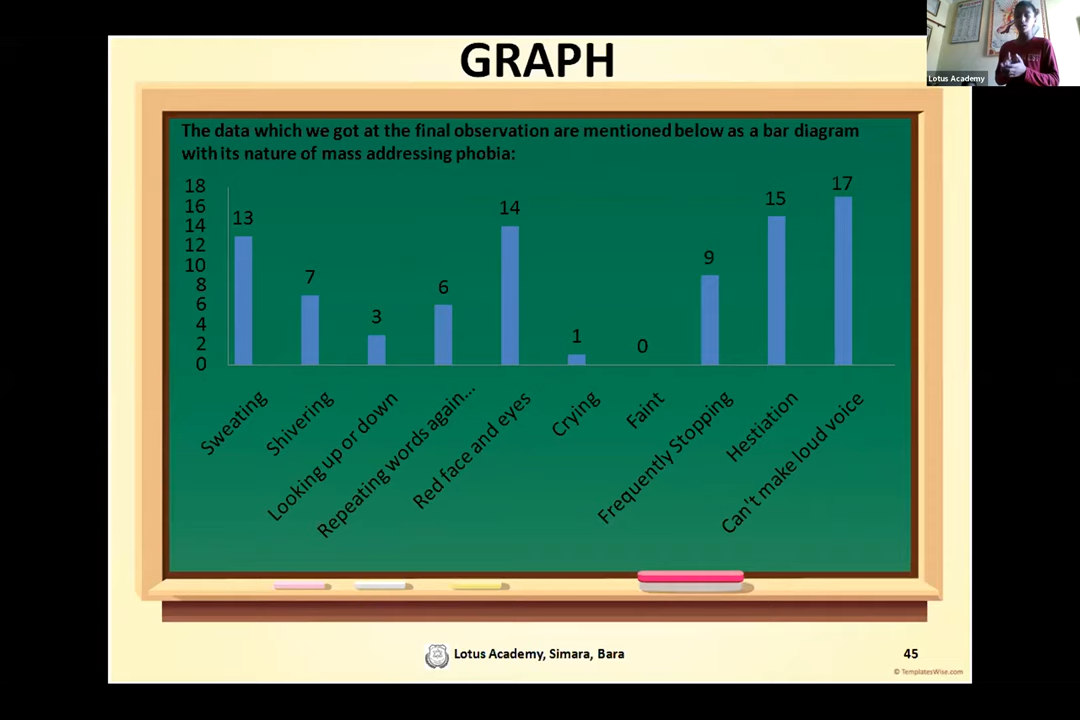 GRAPH
Lotus Academy
The data which we got at the final observation are mentioned below as a bar diagram
with its nature of mass addressing phobia:
18
16
14
12
10
8
6
4
2
0
13
7
3
6
14
1
0
9
15
17
Sweating
Shivering
Looking up or down
Repeating words again...
Red face and eyes
Crying
Faint
Frequently Stopping
Hestiation
Can't make loud voice
Lotus Academy, Simara, Bara
45
© TemplatesWise.com